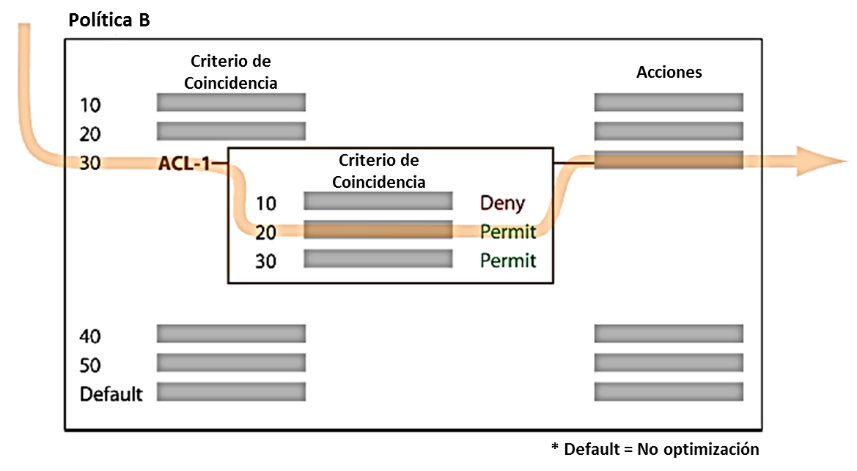 Política B
Criterio de
Coincidencia
Acciones
10
20
30 ACL-1
Criterio de
Coincidencia
10 Deny
20 Permit
30 Permit
40
50
Default
* Default = No optimización